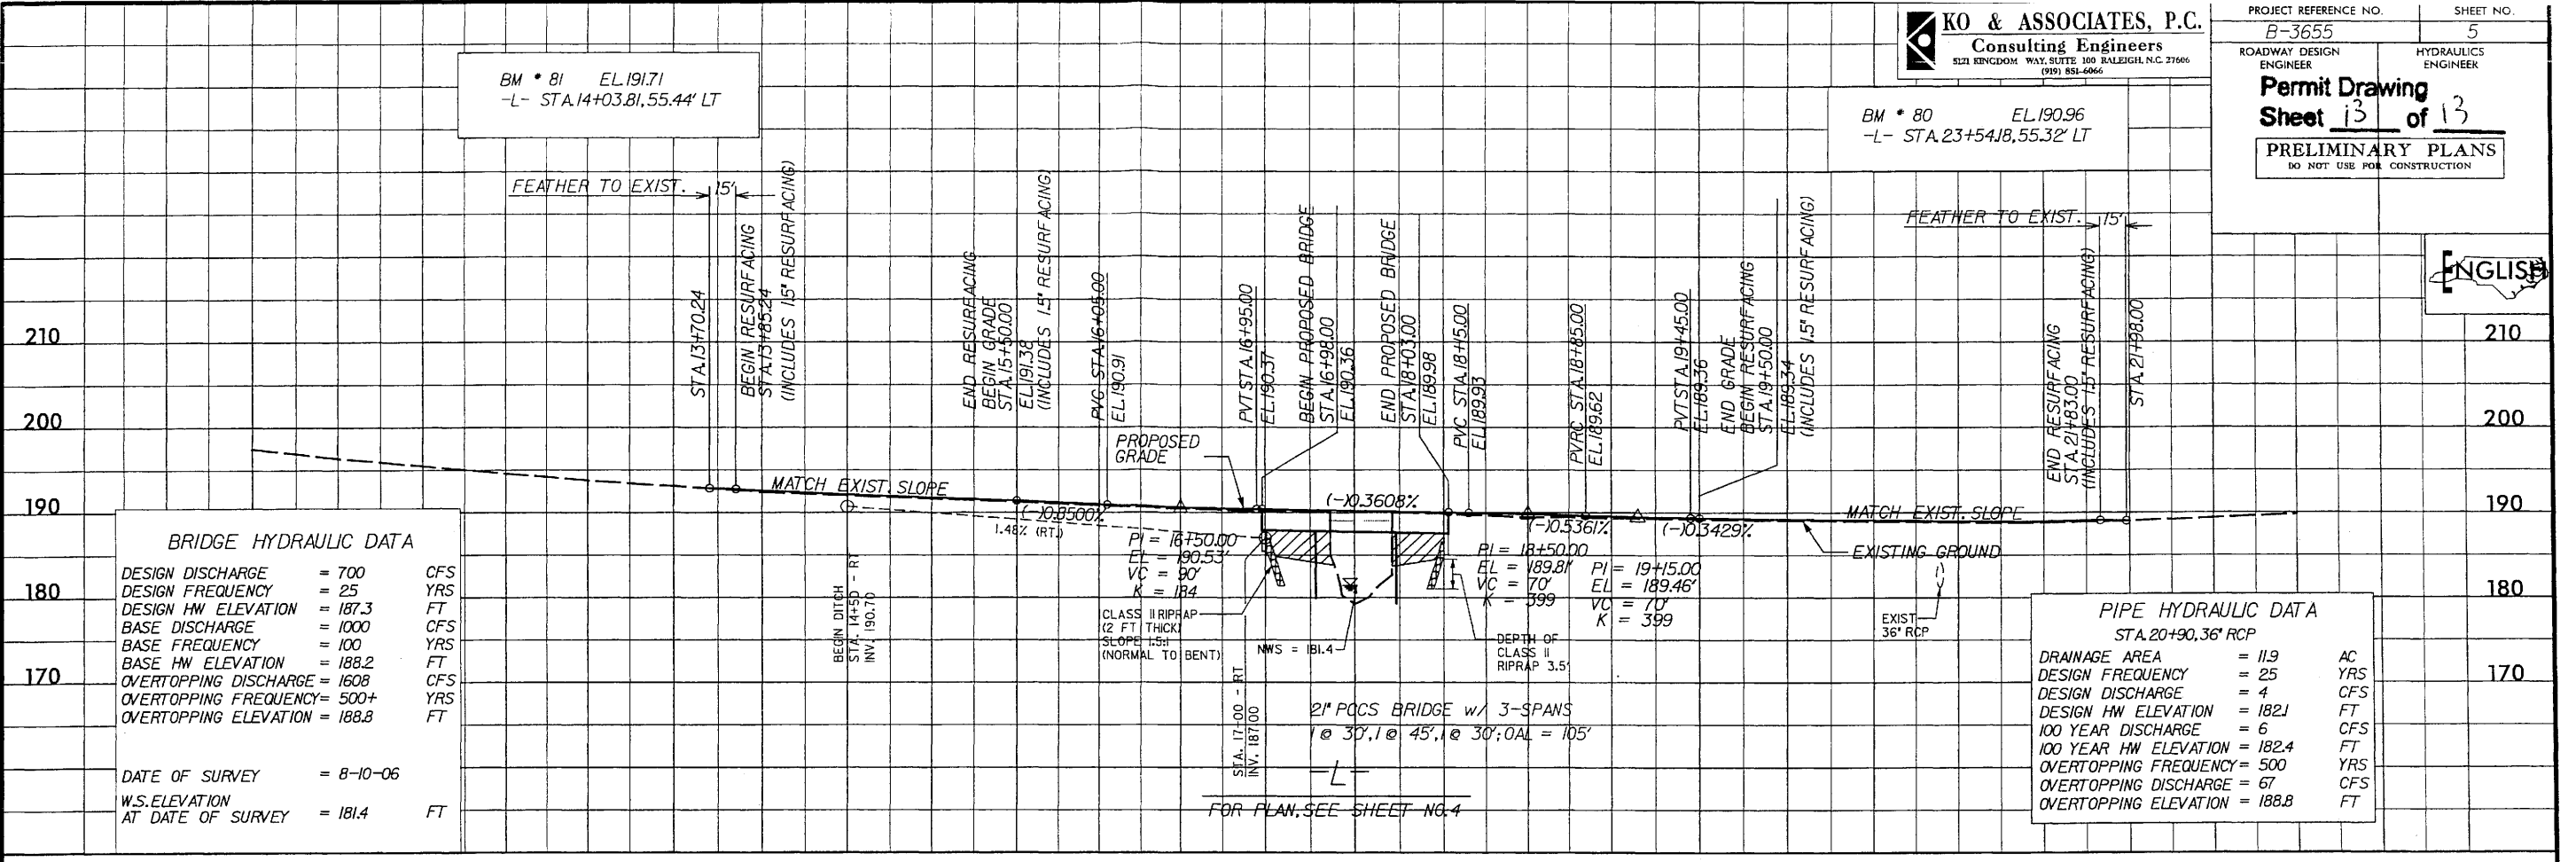 KO & ASSOCIATES, P.C.
Consulting Engineers
5121 KINGDOM WAY, SUITE 100 RALEIGH, N.C. 27606
(919) 851-6066
PROJECT REFERENCE NO.
SHEET NO.
B-3655
5
ROADWAY DESIGN
ENGINEER
HYDRAULICS
ENGINEER
Permit Drawing
Sheet 13 of 13
PRELIMINARY PLANS
DO NOT USE FOR CONSTRUCTION
ENGLISH
BM * 81 EL.191.71
-L- STA.14+03.81, 55.44' LT
BM * 80 EL.190.96
-L- STA.23+54.18, 55.32' LT
FEATHER TO EXIST. 15'
STA.13+70.24
BEGIN RESURFACING
STA.13+85.24
(INCLUDES 1.5" RESURFACING)
END RESURFACING
BEGIN GRADE
STA.15+50.00
EL.191.38
(INCLUDES 1.5" RESURFACING)
PVC STA.16+05.00
EL.190.91
PVT STA.16+95.00
EL.190.37
BEGIN PROPOSED BRIDGE
STA.16+98.00
EL.190.36
END PROPOSED BRIDGE
STA.18+03.00
EL.189.98
PVC STA.18+15.00
EL.189.93
PVRC STA.18+85.00
EL.189.62
PVT STA.19+45.00
EL.189.36
END GRADE
BEGIN RESURFACING
STA.19+50.00
EL.189.34
(INCLUDES 1.5" RESURFACING)
FEATHER TO EXIST. 15'
END RESURFACING
STA.21+83.00
(INCLUDES 1.5" RESURFACING)
STA.21+98.00
210
200
190
180
170
210
200
190
180
170
PROPOSED
GRADE
MATCH EXIST. SLOPE
(-)0.8500%
1.48% (RT.)
(-)0.3608%
(-)0.5361%
(-)0.3429%
MATCH EXIST. SLOPE
EXISTING GROUND
PI = 16+50.00
EL = 190.53'
VC = 90'
K = 184
PI = 18+50.00
EL = 189.81'
VC = 70'
K = 399
PI = 19+15.00
EL = 189.46'
VC = 70'
K = 399
BEGIN DITCH
STA. 14+50 - RT
INV. 190.70
CLASS II RIPRAP
(2 FT THICK)
SLOPE 1.5:1
(NORMAL TO BENT)
NWS = 181.4
DEPTH OF
CLASS II
RIPRAP 3.5'
EXIST
36" RCP
STA. 17+00 - RT
INV. 187.00
21" PCCS BRIDGE w/ 3-SPANS
1 @ 30', 1 @ 45', 1 @ 30'; OAL = 105'
-L-
FOR PLAN, SEE SHEET NO.4
BRIDGE HYDRAULIC DATA
DESIGN DISCHARGE = 700 CFS
DESIGN FREQUENCY = 25 YRS
DESIGN HW ELEVATION = 187.3 FT
BASE DISCHARGE = 1000 CFS
BASE FREQUENCY = 100 YRS
BASE HW ELEVATION = 188.2 FT
OVERTOPPING DISCHARGE = 1608 CFS
OVERTOPPING FREQUENCY = 500+ YRS
OVERTOPPING ELEVATION = 188.8 FT
DATE OF SURVEY = 8-10-06
W.S. ELEVATION
AT DATE OF SURVEY = 181.4 FT
PIPE HYDRAULIC DATA
STA.20+90, 36" RCP
DRAINAGE AREA = 11.9 AC
DESIGN FREQUENCY = 25 YRS
DESIGN DISCHARGE = 4 CFS
DESIGN HW ELEVATION = 182.1 FT
100 YEAR DISCHARGE = 6 CFS
100 YEAR HW ELEVATION = 182.4 FT
OVERTOPPING FREQUENCY = 500 YRS
OVERTOPPING DISCHARGE = 67 CFS
OVERTOPPING ELEVATION = 188.8 FT